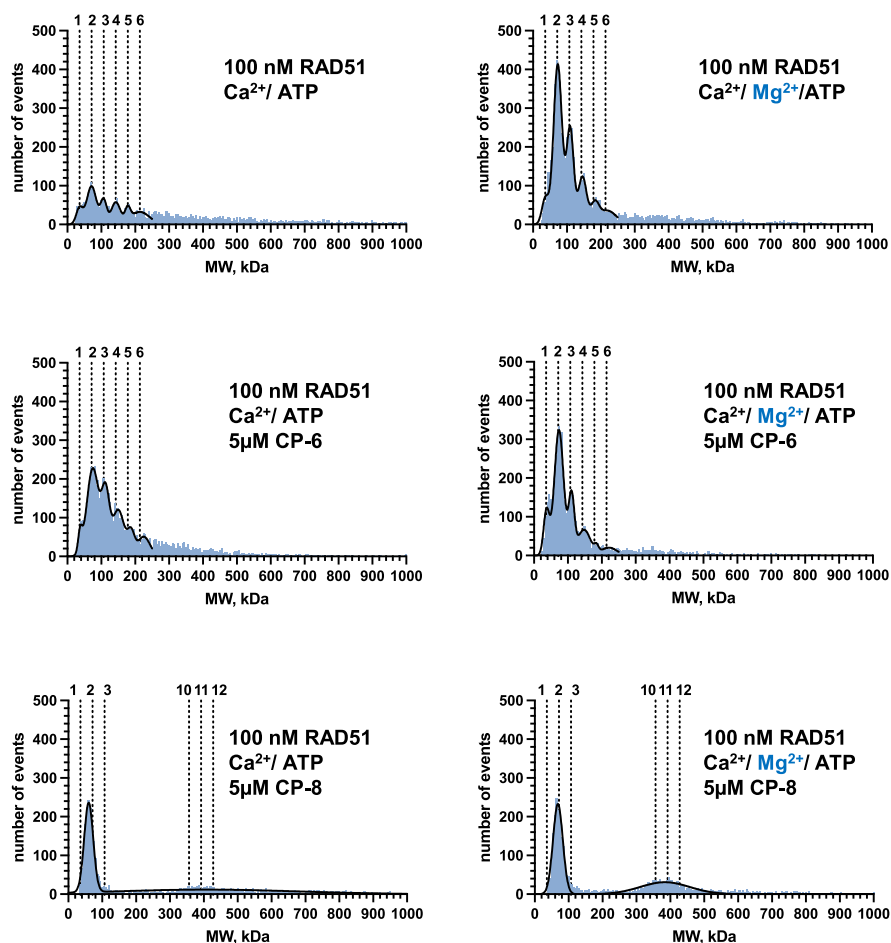 1 2 3 4 5 6
500
400
300
200
100
0
number of events
100 nM RAD51
Ca²⁺/ ATP
0 100 200 300 400 500 600 700 800 900 1000
MW, kDa
1 2 3 4 5 6
500
400
300
200
100
0
number of events
100 nM RAD51
Ca²⁺/ Mg²⁺/ATP
0 100 200 300 400 500 600 700 800 900 1000
MW, kDa
1 2 3 4 5 6
500
400
300
200
100
0
number of events
100 nM RAD51
Ca²⁺/ ATP
5µM CP-6
0 100 200 300 400 500 600 700 800 900 1000
MW, kDa
1 2 3 4 5 6
500
400
300
200
100
0
number of events
100 nM RAD51
Ca²⁺/ Mg²⁺/ ATP
5µM CP-6
0 100 200 300 400 500 600 700 800 900 1000
MW, kDa
1 2 3 10 11 12
500
400
300
200
100
0
number of events
100 nM RAD51
Ca²⁺/ ATP
5µM CP-8
0 100 200 300 400 500 600 700 800 900 1000
MW, kDa
1 2 3 10 11 12
500
400
300
200
100
0
number of events
100 nM RAD51
Ca²⁺/ Mg²⁺/ ATP
5µM CP-8
0 100 200 300 400 500 600 700 800 900 1000
MW, kDa